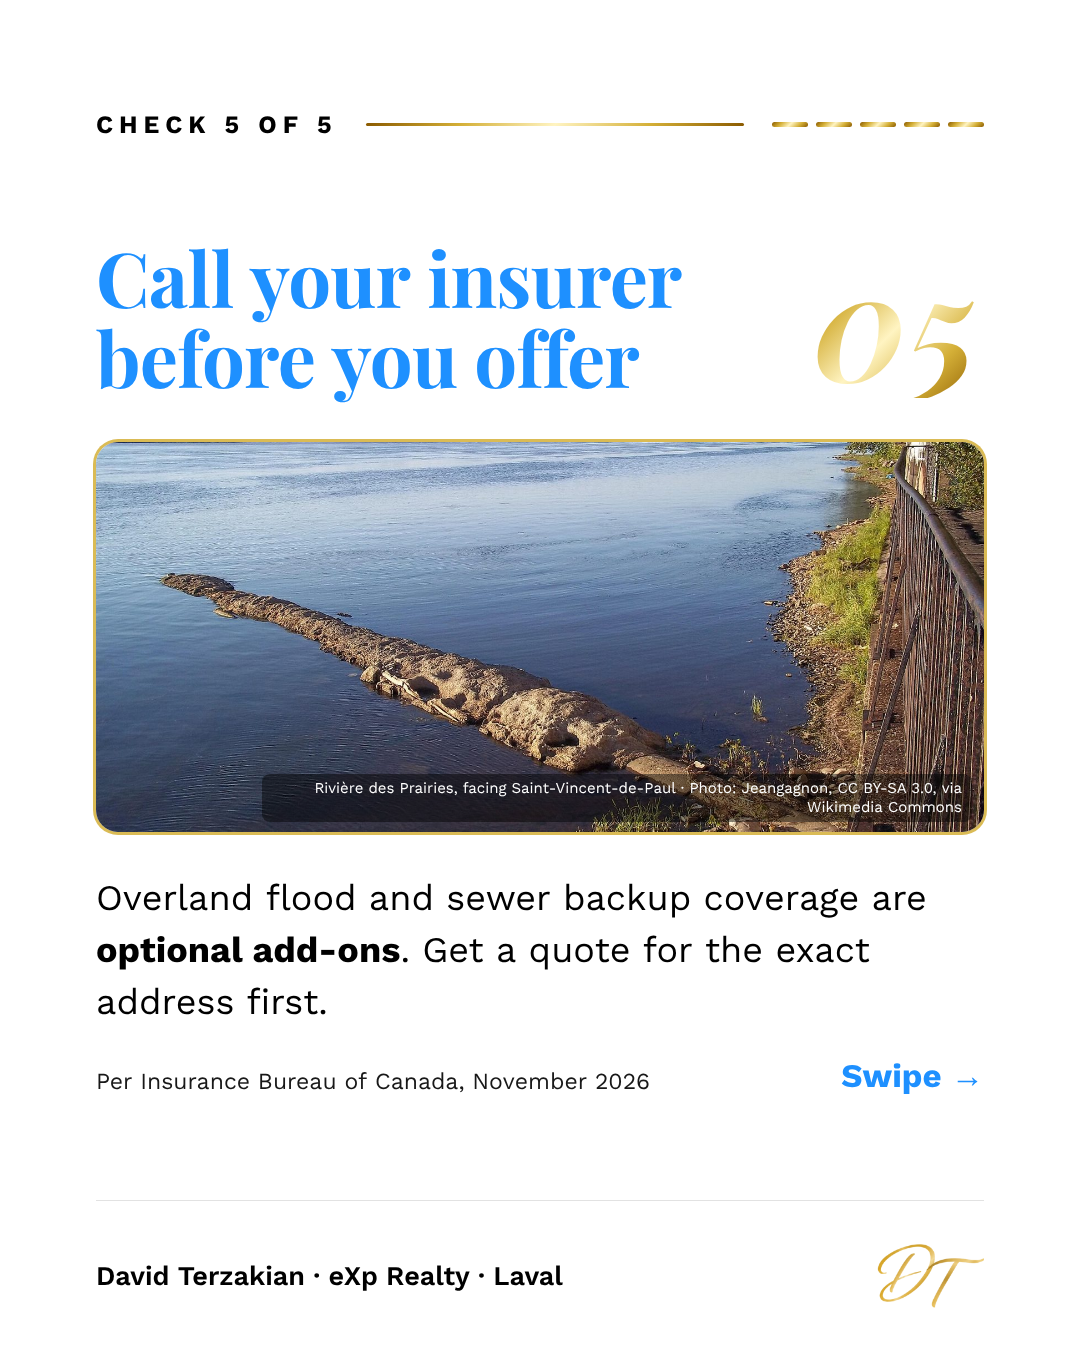 CHECK 5 OF 5
Call your insurer
before you offer
05
Rivière des Prairies, facing Saint-Vincent-de-Paul · Photo: Jeangagnon, CC BY-SA 3.0, via
Wikimedia Commons
Overland flood and sewer backup coverage are
optional add-ons. Get a quote for the exact
address first.
Per Insurance Bureau of Canada, November 2026
Swipe →
David Terzakian · eXp Realty · Laval
DT